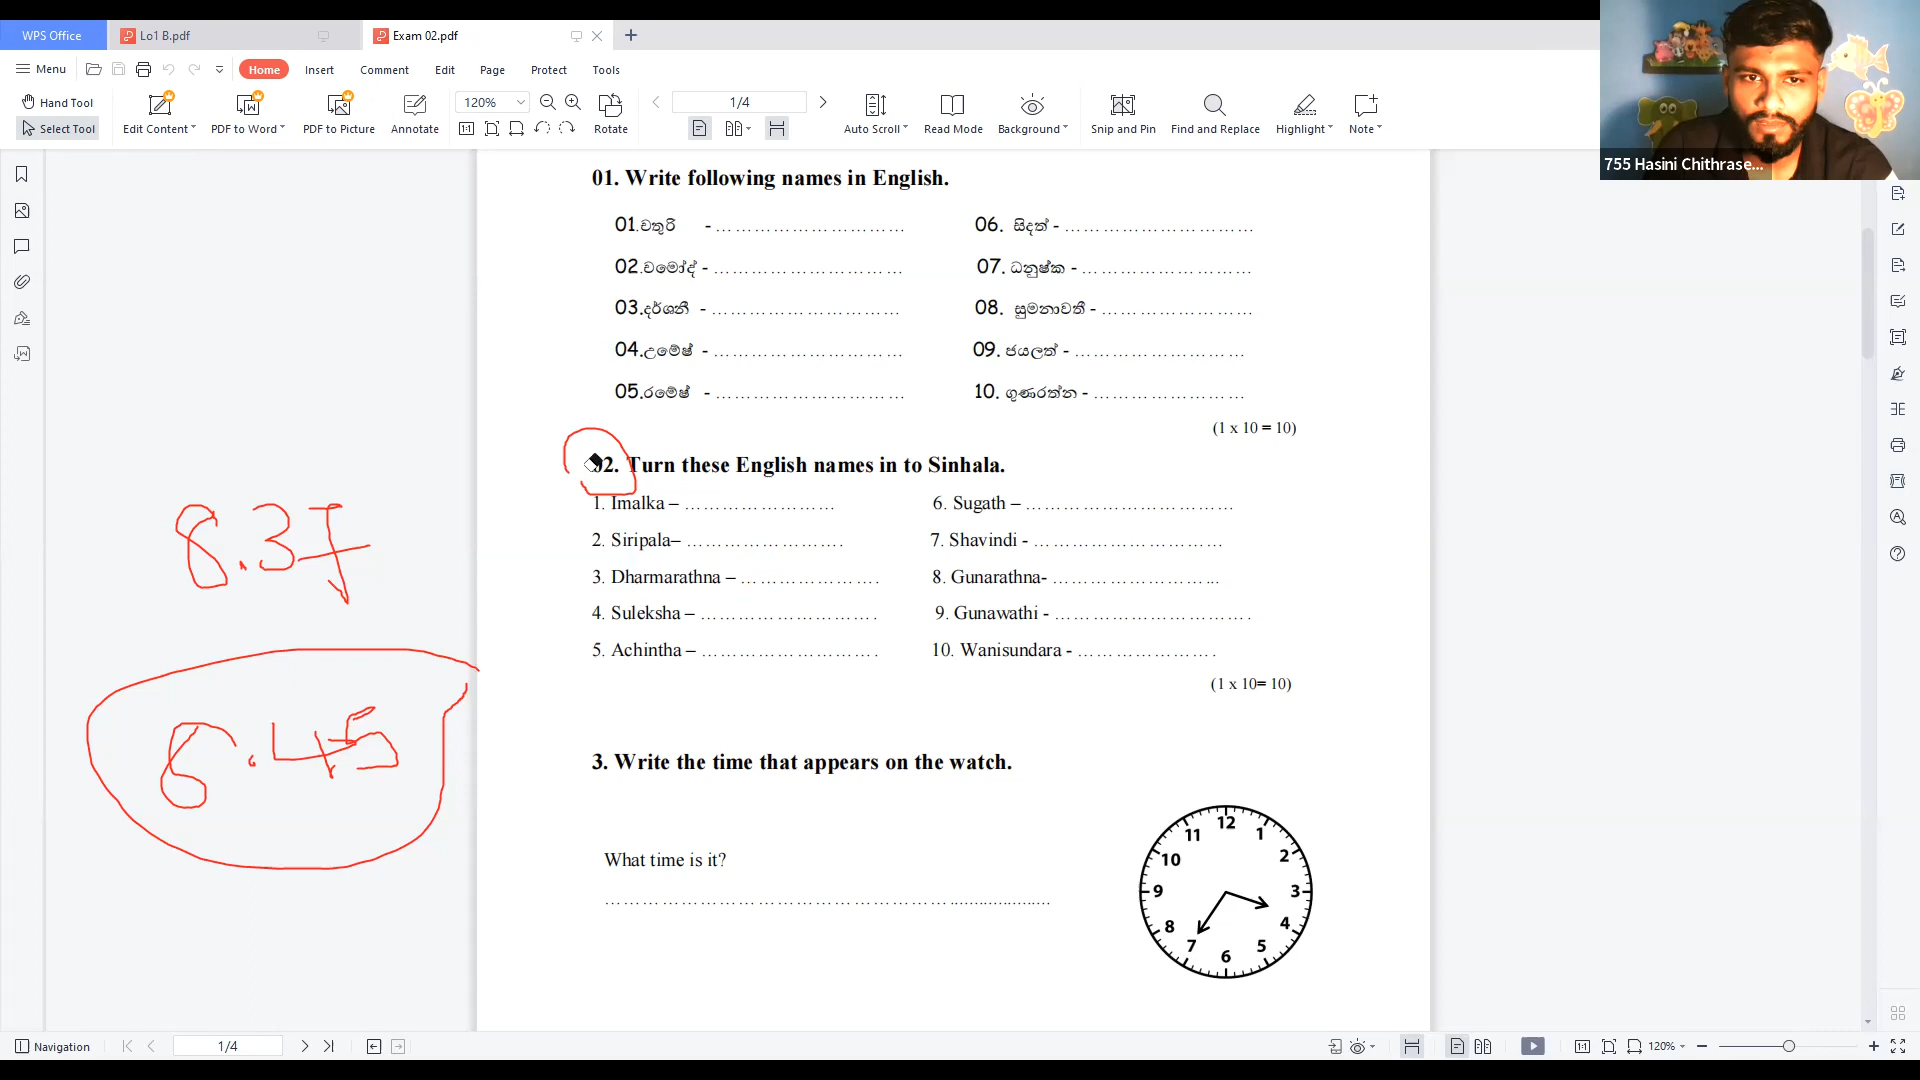 WPS Office
Lo1 B.pdf
Exam 02.pdf
Menu
Home Insert Comment Edit Page Protect Tools
Hand Tool
Select Tool
Edit Content
PDF to Word
PDF to Picture
Annotate
120%
Rotate
1/4
Auto Scroll
Read Mode
Background
Snip and Pin
Find and Replace
Highlight
Note
755 Hasini Chithrase...
01. Write following names in English.
01.චතුරි - ……………………………
06. සිදත් - ……………………………
02.චමෝද් - ……………………………
07. ධනුෂ්ක - …………………………
03.දර්ශනී - ……………………………
08. සුමනාවතී - ………………………
04.උමේෂ් - ……………………………
09. ජයලත් - …………………………
05.රමේෂ් - ……………………………
10. ගුණරත්න - ………………………
(1 x 10 = 10)
02. Turn these English names in to Sinhala.
1. Imalka – ……………………
6. Sugath – ……………………………
2. Siripala– …………………….
7. Shavindi - …………………………
3. Dharmarathna – ………………….
8. Gunarathna- ……………………...
4. Suleksha – ……………………….
9. Gunawathi - ………………………….
5. Achintha – ……………………….
10. Wanisundara - ………………….
(1 x 10= 10)
8.37
6.45
3. Write the time that appears on the watch.
What time is it?
……………………………………………….....................
12
11 1
10 2
9 3
8 4
7 5
6
Navigation
1/4
1:1
120%